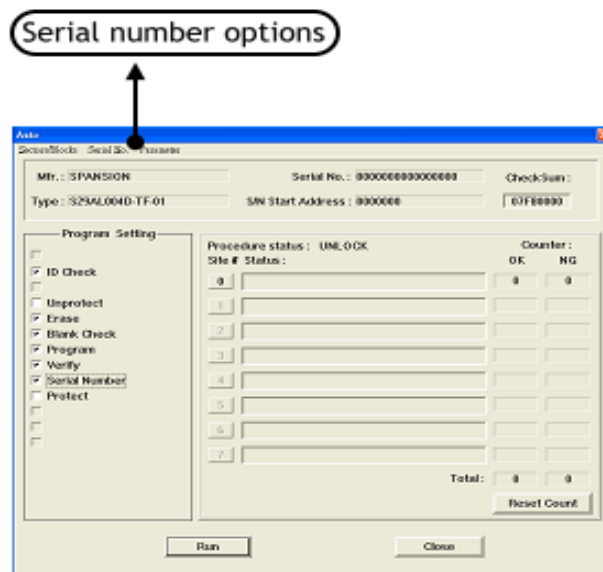 Serial number options
Auto
Sectors/Blocks Serial No. Parameter
Mfr. : SPANSION
Serial No. : 0000000000000000
CheckSum :
Type : S29AL004D-TF-01
S/N Start Address : 0000000
07F80000
Program Setting
Procedure status : UNLOCK
Counter :
Site # Status :
OK NG
ID Check
Unprotect
Erase
Blank Check
Program
Verify
Serial Number
Protect
0
0 0
1
2
3
4
5
6
7
Total : 0 0
Reset Count
Run
Close